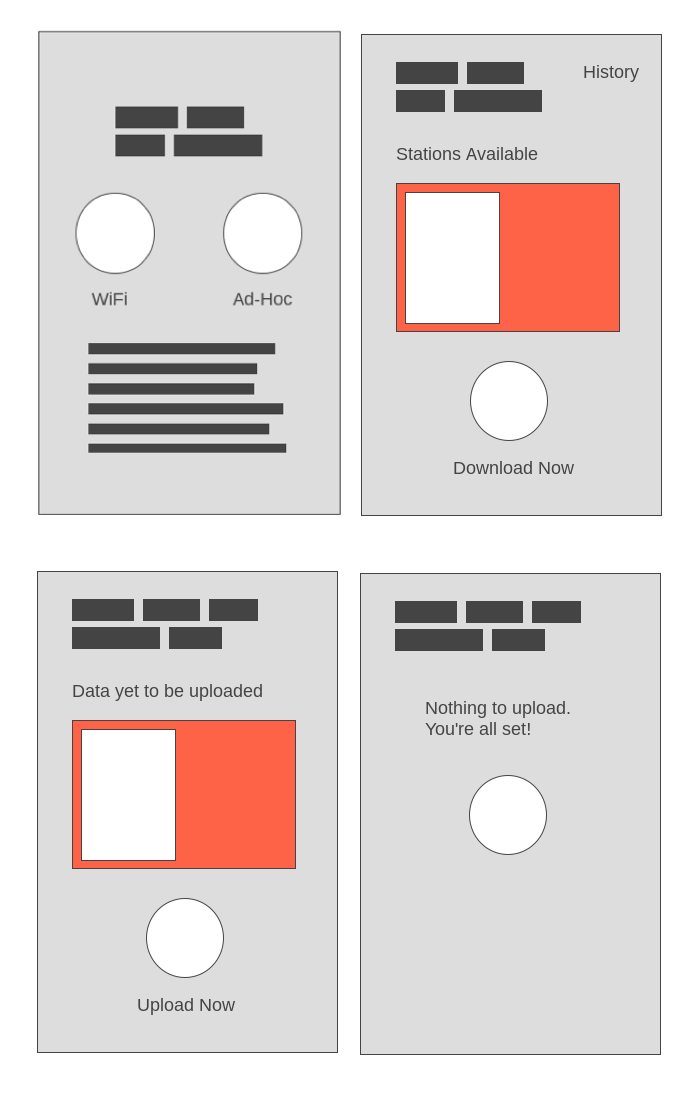 WiFi
Ad-Hoc
History
Stations Available
Download Now
Data yet to be uploaded
Upload Now
Nothing to upload.
You're all set!